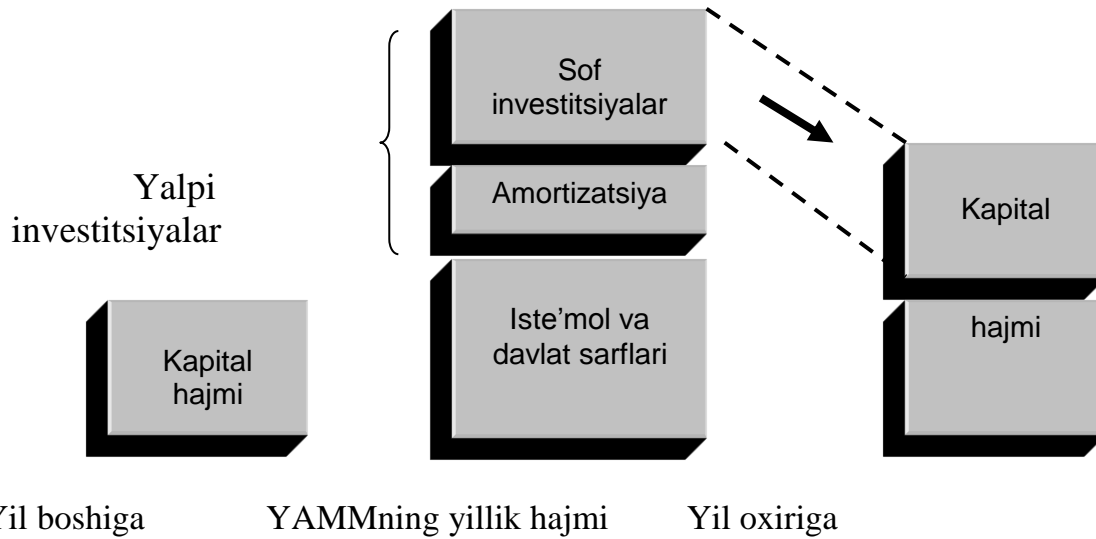 Sof
investitsiyalar
Amortizatsiya
Yalpi
investitsiyalar
Kapital
Iste’mol va
davlat sarflari
hajmi
Kapital
hajmi
Yil boshiga YAMMning yillik hajmi Yil oxiriga